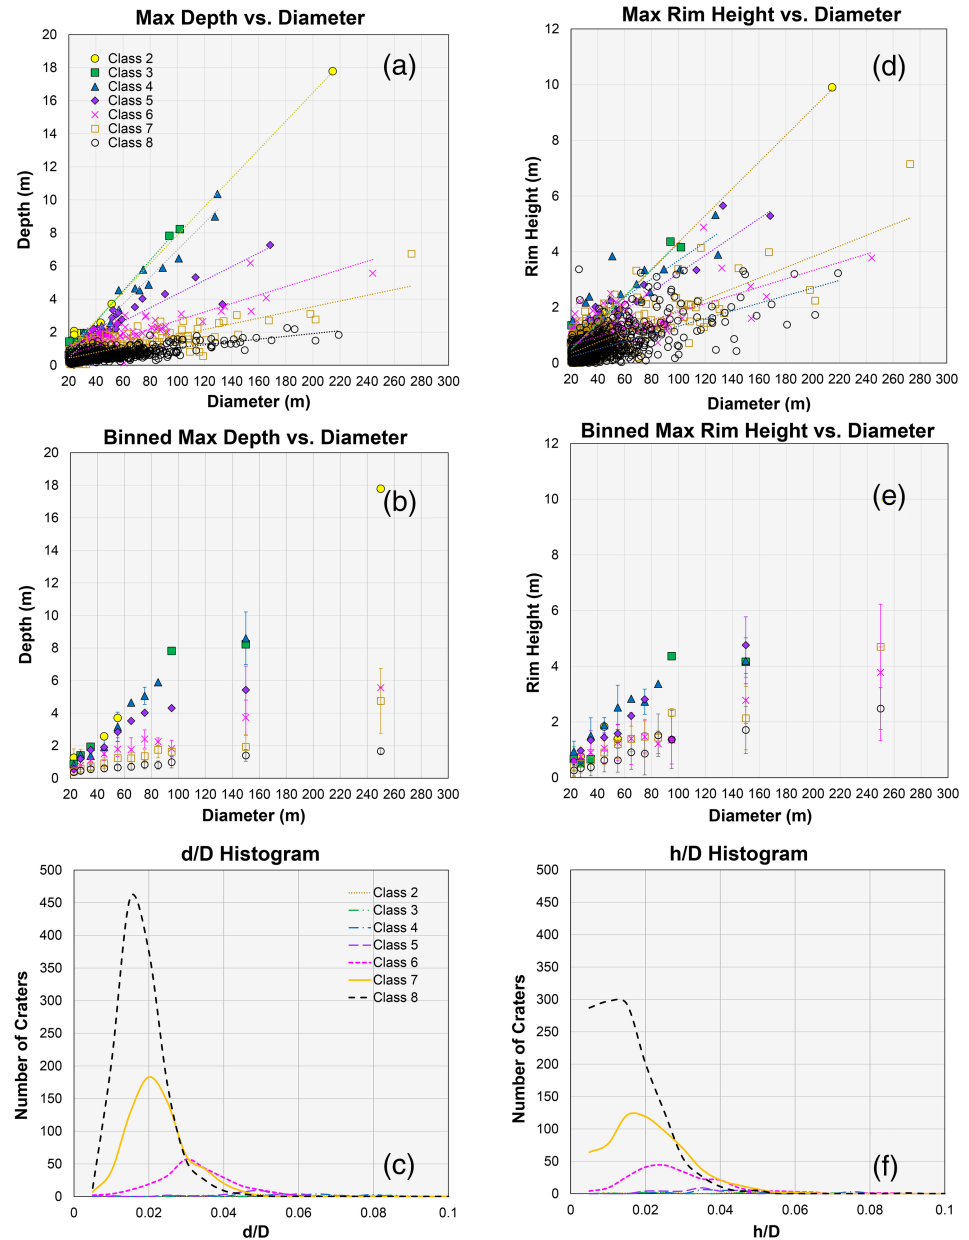 Max Depth vs. Diameter
20
18
16
14
12
10
8
6
4
2
0
Depth (m)
Class 2
Class 3
Class 4
Class 5
Class 6
Class 7
Class 8
(a)
20 40 60 80 100 120 140 160 180 200 220 240 260 280 300
Diameter (m)
Max Rim Height vs. Diameter
12
10
8
6
4
2
0
Rim Height (m)
(d)
20 40 60 80 100 120 140 160 180 200 220 240 260 280 300
Diameter (m)
Binned Max Depth vs. Diameter
20
18
16
14
12
10
8
6
4
2
0
Depth (m)
(b)
20 40 60 80 100 120 140 160 180 200 220 240 260 280 300
Diameter (m)
Binned Max Rim Height vs. Diameter
12
10
8
6
4
2
0
Rim Height (m)
(e)
20 40 60 80 100 120 140 160 180 200 220 240 260 280 300
Diameter (m)
d/D Histogram
500
450
400
350
300
250
200
150
100
50
0
Number of Craters
Class 2
Class 3
Class 4
Class 5
Class 6
Class 7
Class 8
(c)
0 0.02 0.04 0.06 0.08 0.1
d/D
h/D Histogram
500
450
400
350
300
250
200
150
100
50
0
Number of Craters
(f)
0 0.02 0.04 0.06 0.08 0.1
h/D